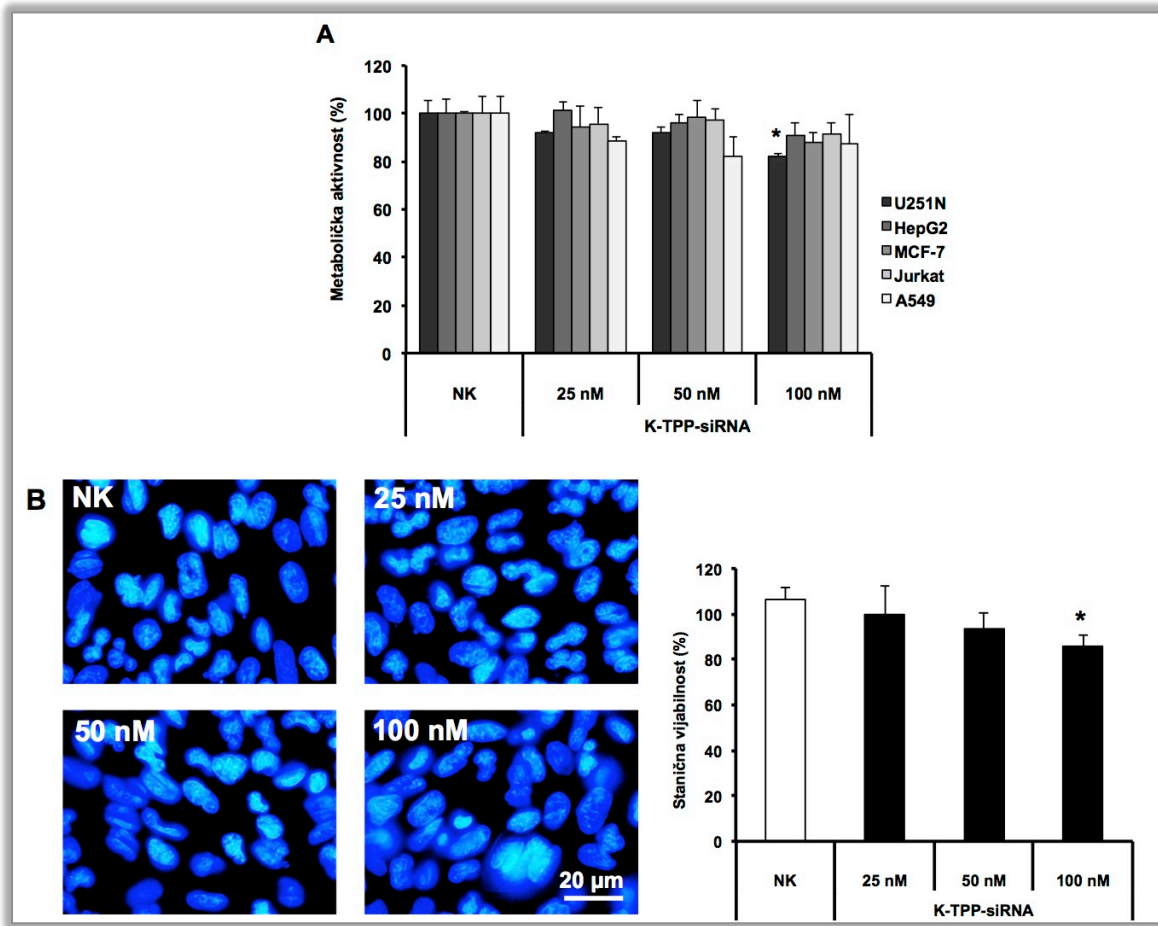 A
Metabolička aktivnost (%)
120
100
80
60
40
20
0
*
NK
25 nM
50 nM
100 nM
K-TPP-siRNA
U251N
HepG2
MCF-7
Jurkat
A549
B
NK
25 nM
50 nM
100 nM
20 µm
Stanična vijabilnost (%)
120
100
80
60
40
20
0
*
NK
25 nM
50 nM
100 nM
K-TPP-siRNA